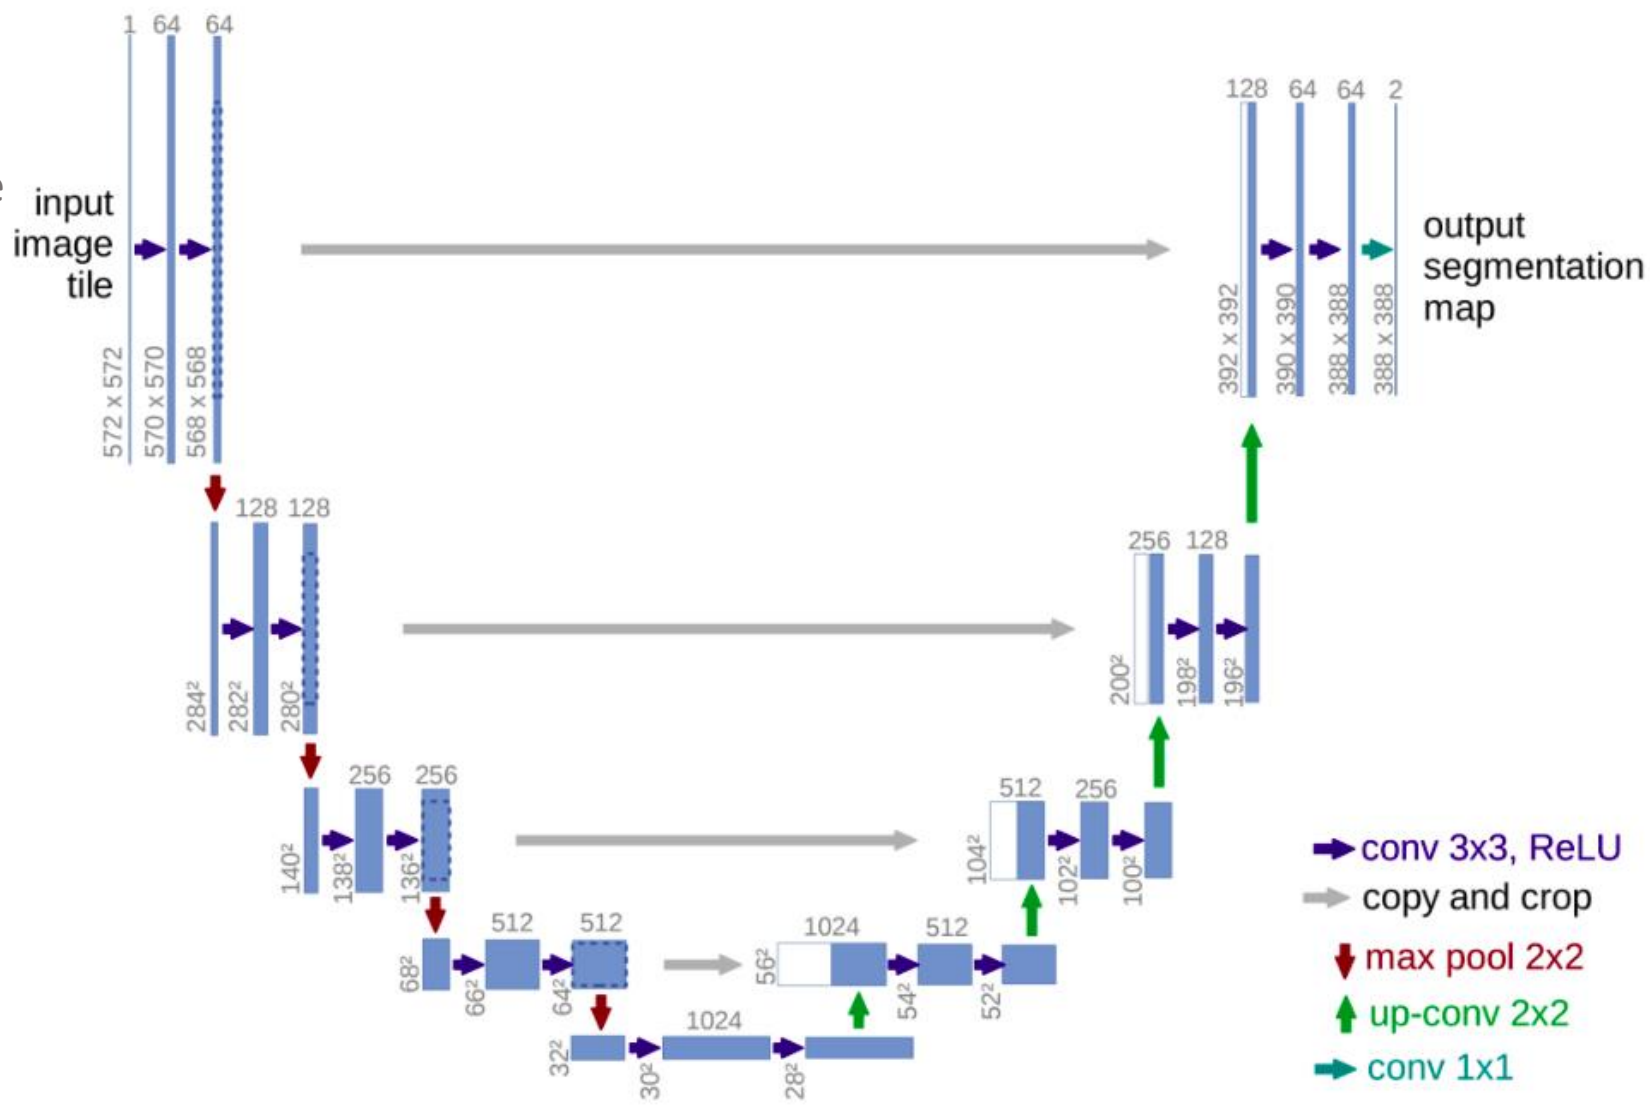 1 64 64
128 64 64 2
e
input
image
tile
output
segmentation
map
572 x 572
570 x 570
568 x 568
392 x 392
390 x 390
388 x 388
388 x 388
128 128
256 128
284²
282²
280²
200²
198²
196²
256 256
512 256
140²
138²
136²
104²
102²
100²
512 512
1024 512
68²
66²
64²
56²
54²
52²
1024
32²
30²
28²
conv 3x3, ReLU
copy and crop
max pool 2x2
up-conv 2x2
conv 1x1